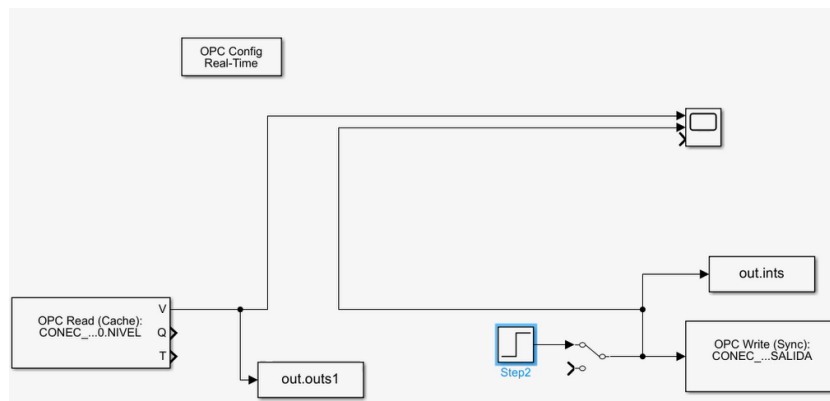 OPC Config
Real-Time
out.ints
V
OPC Read (Cache):
CONEC_...0.NIVEL
Q
T
OPC Write (Sync):
CONEC_...SALIDA
Step2
out.outs1